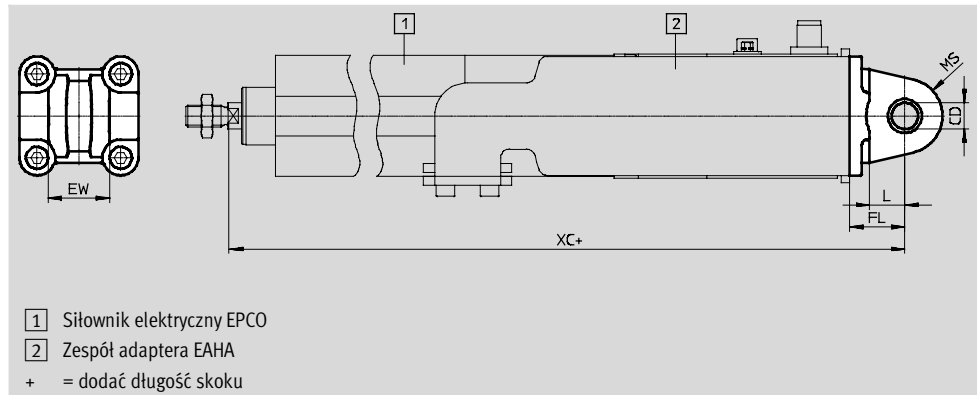 1 2
MS
CD
EW
L
FL
XC+
1 Siłownik elektryczny EPCO
2 Zespół adaptera EAHA
+ = dodać długość skoku